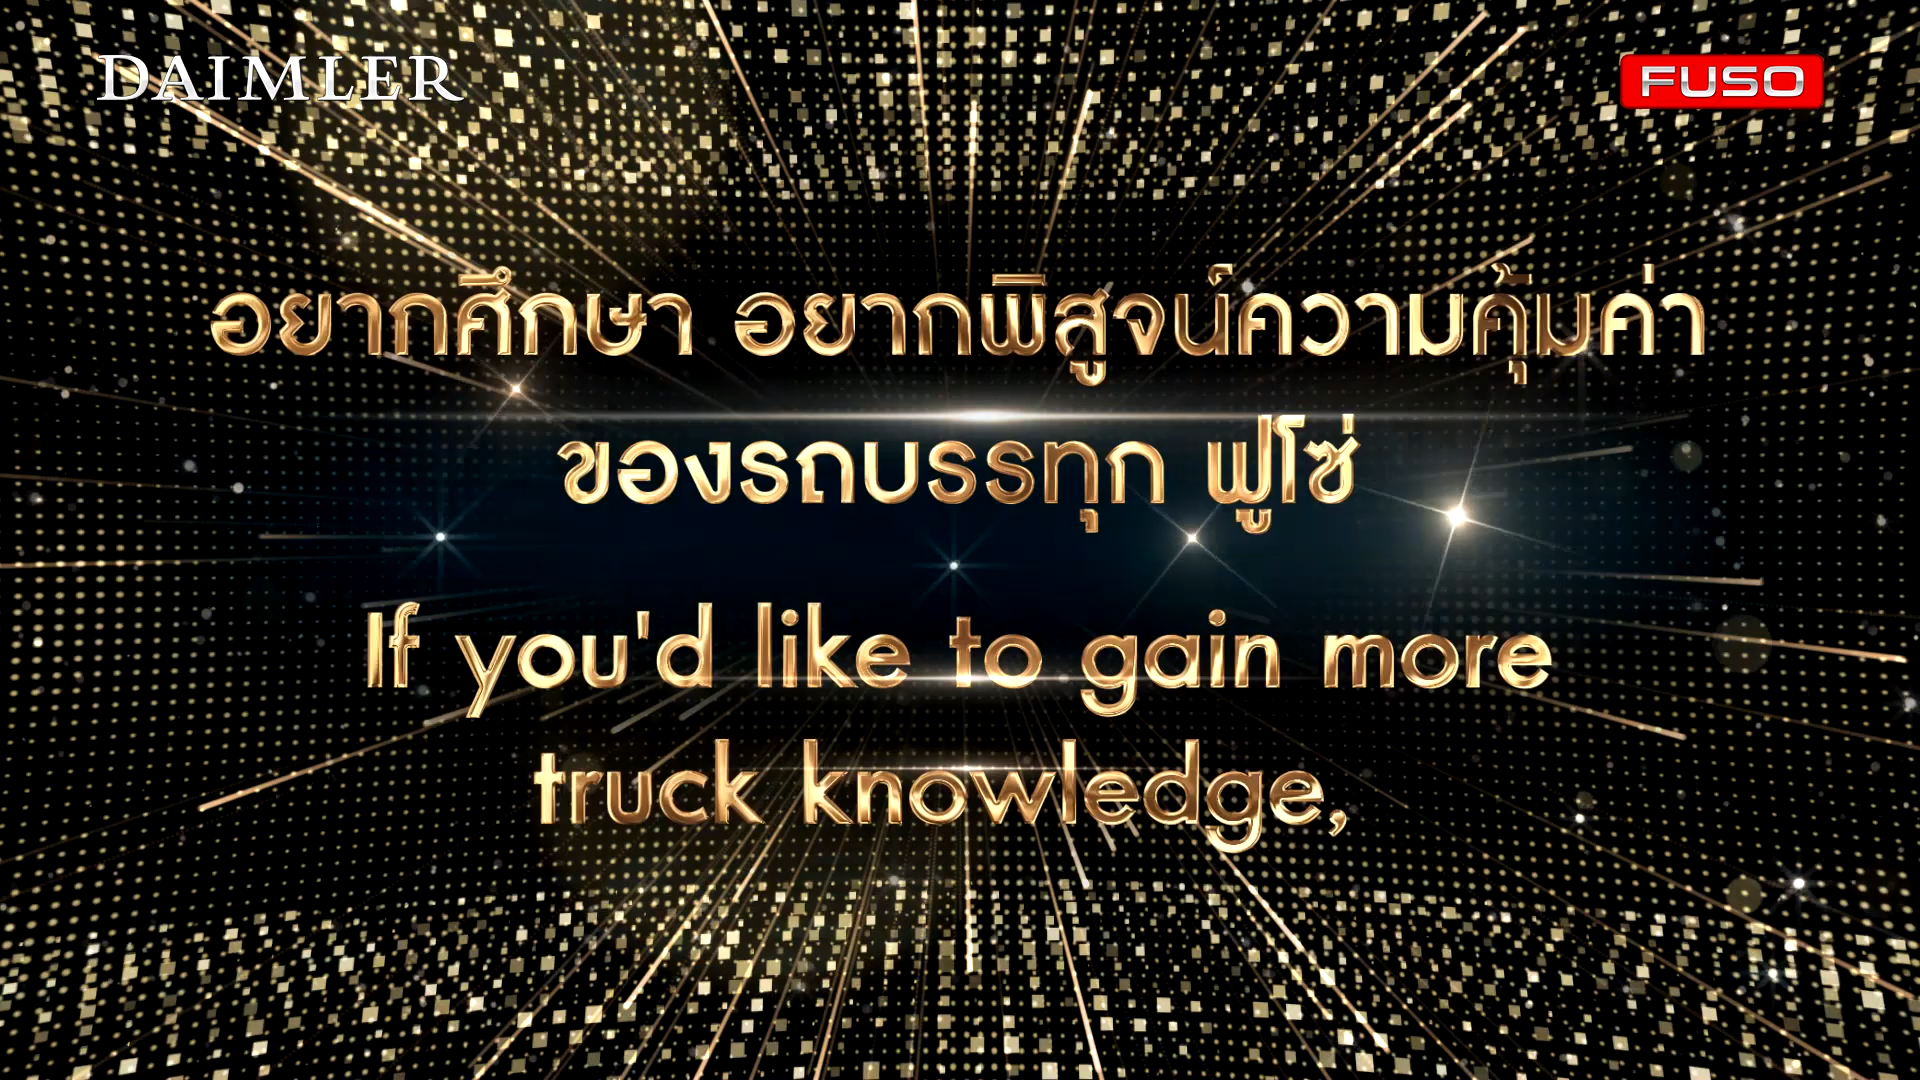 DAIMLER
FUSO
อยากศึกษา อยากพิสูจน์ความคุ้มค่า
ของรถบรรทุก ฟูโซ่
If you'd like to gain more
truck knowledge,